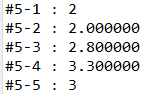 #5-1 : 2
#5-2 : 2.000000
#5-3 : 2.800000
#5-4 : 3.300000
#5-5 : 3